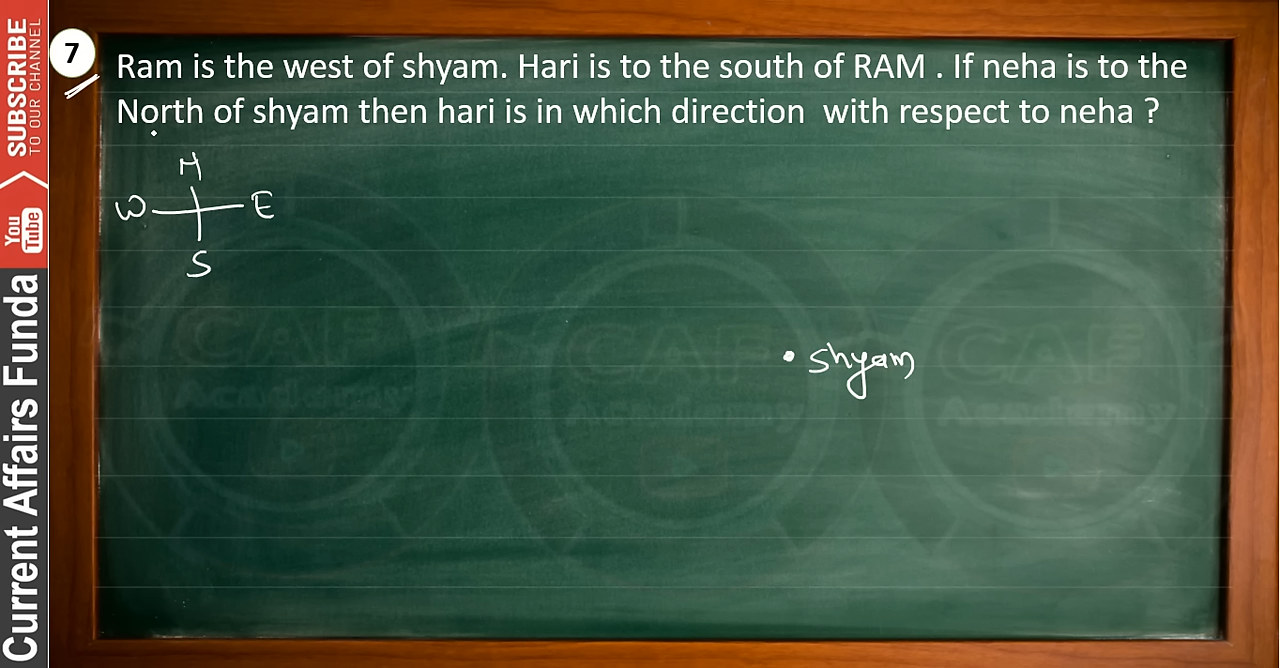 SUBSCRIBE
TO OUR CHANNEL
You
Tube
Current Affairs Funda
7
Ram is the west of shyam. Hari is to the south of RAM . If neha is to the
North of shyam then hari is in which direction with respect to neha ?
N
W E
S
shyam
CAF CAF CAF
Academy Academy Academy